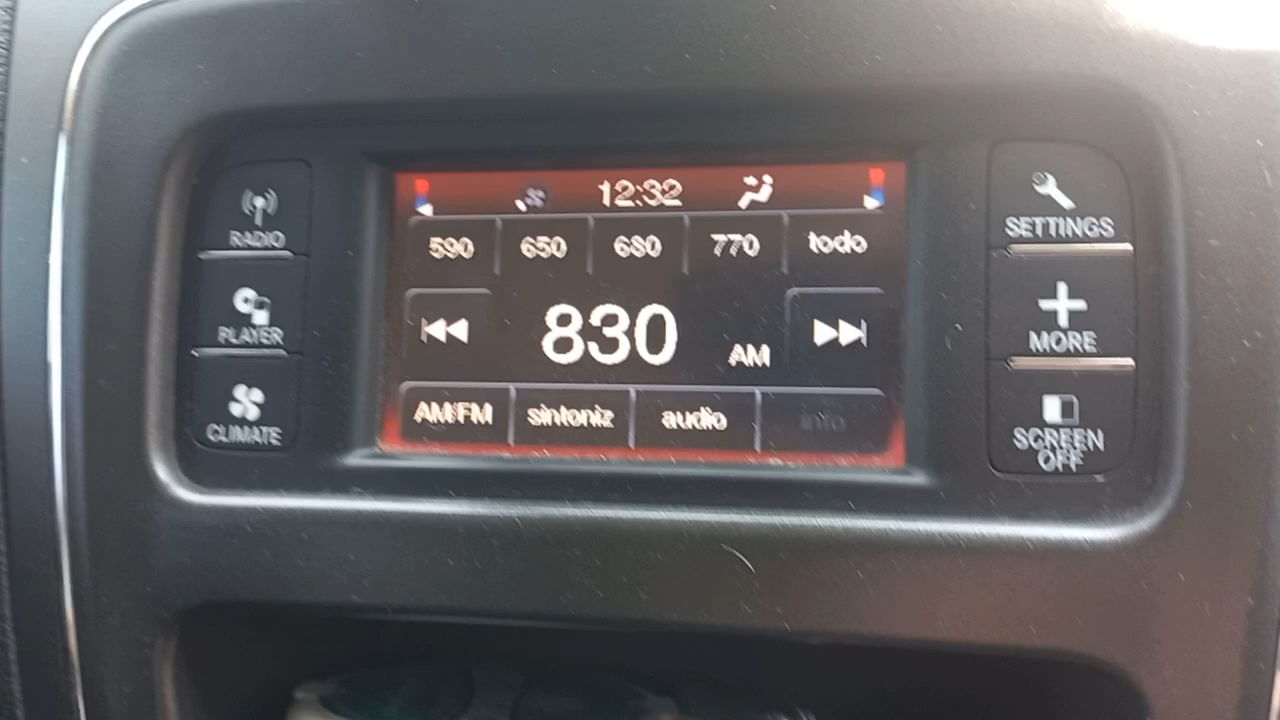 12:32
590 650 680 770 todo
830 AM
AM/FM sintoniz audio info
RADIO
PLAYER
CLIMATE
SETTINGS
MORE
SCREEN
OFF